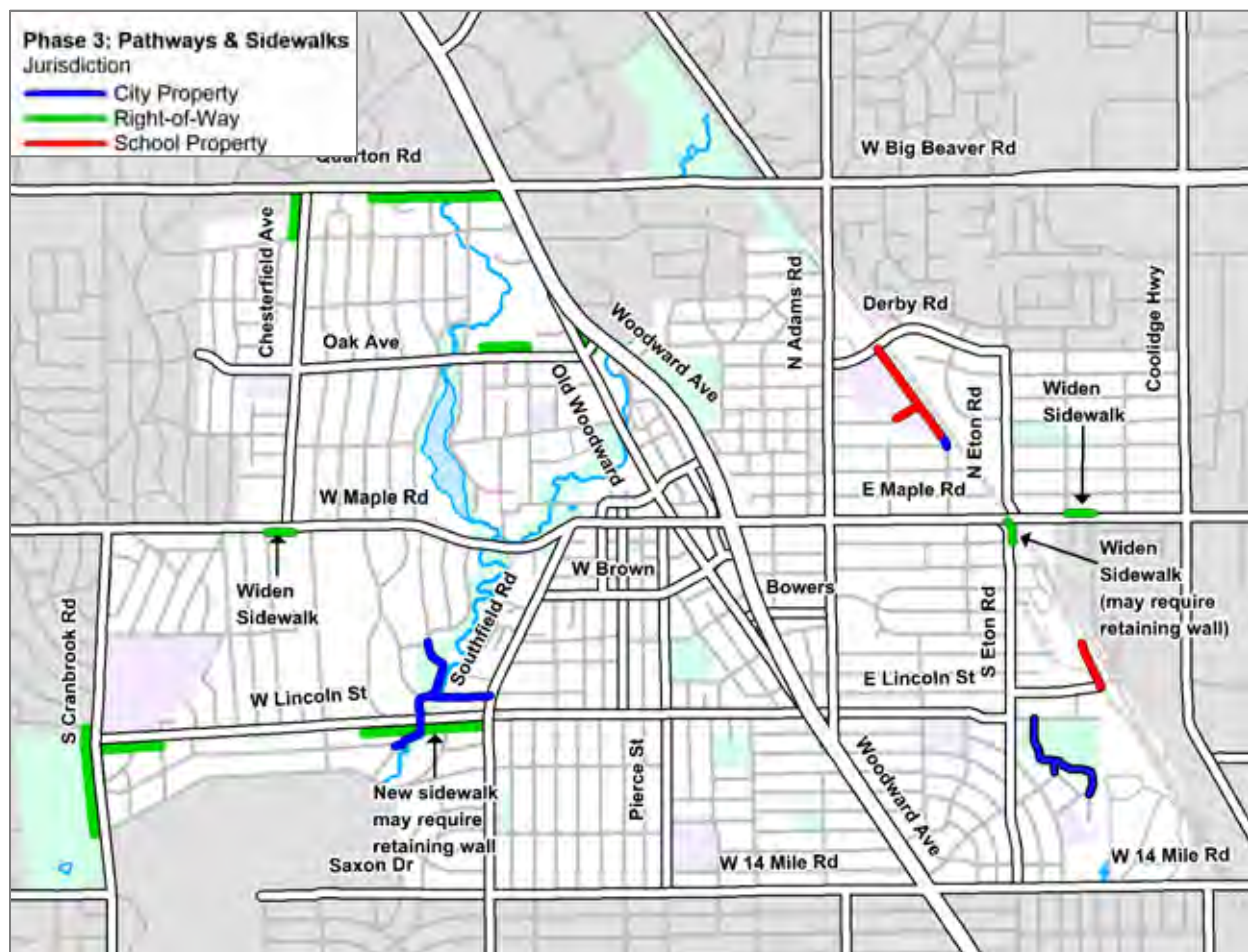 Phase 3: Pathways & Sidewalks
Jurisdiction
City Property
Right-of-Way
School Property
Quarton Rd
W Big Beaver Rd
Chesterfield Ave
N Adams Rd
Coolidge Hwy
Derby Rd
Woodward Ave
Oak Ave
Old Woodward
N Eton Rd
Widen
Sidewalk
W Maple Rd
E Maple Rd
Widen
Sidewalk
W Brown
Bowers
Widen
Sidewalk
(may require
retaining wall)
S Cranbrook Rd
Southfield Rd
S Eton Rd
W Lincoln St
E Lincoln St
Pierce St
Woodward Ave
New sidewalk
may require
retaining wall
Saxon Dr
W 14 Mile Rd
W 14 Mile Rd